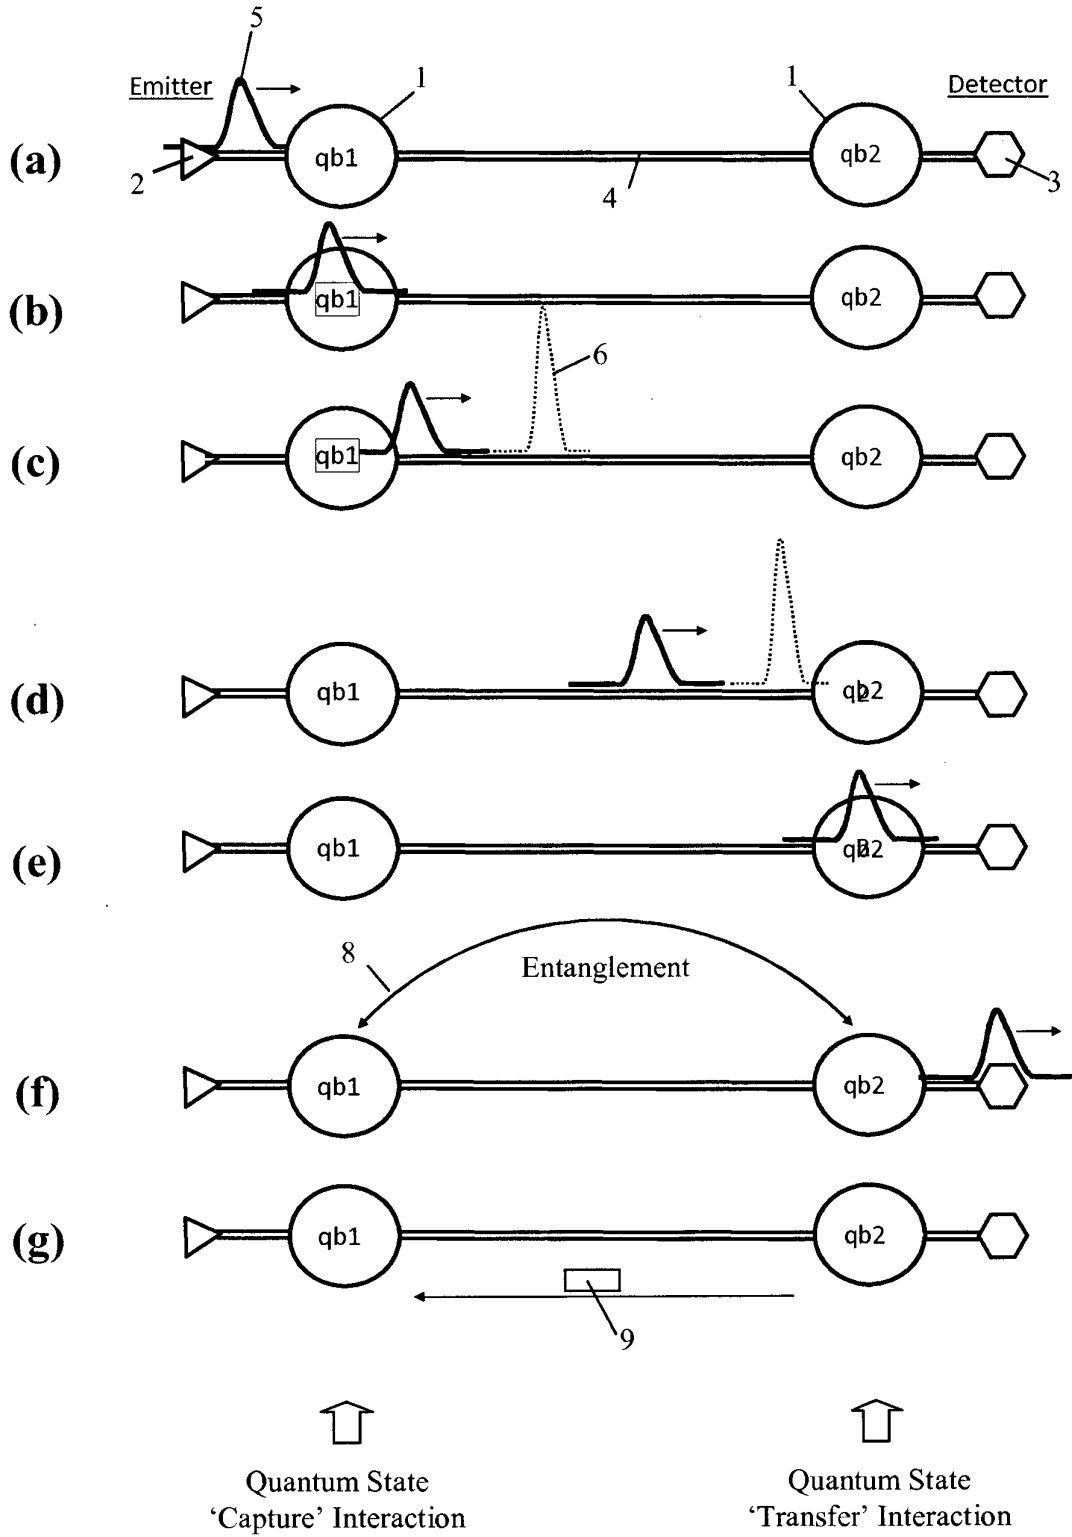 5
Emitter
1
1
Detector
(a)
qb1
qb2
2
4
3
(b)
qb1
qb2
6
(c)
qb1
qb2
(d)
qb1
qb2
(e)
qb1
qb2
8
Entanglement
(f)
qb1
qb2
(g)
qb1
qb2
9
Quantum State
‘Capture’ Interaction
Quantum State
‘Transfer’ Interaction